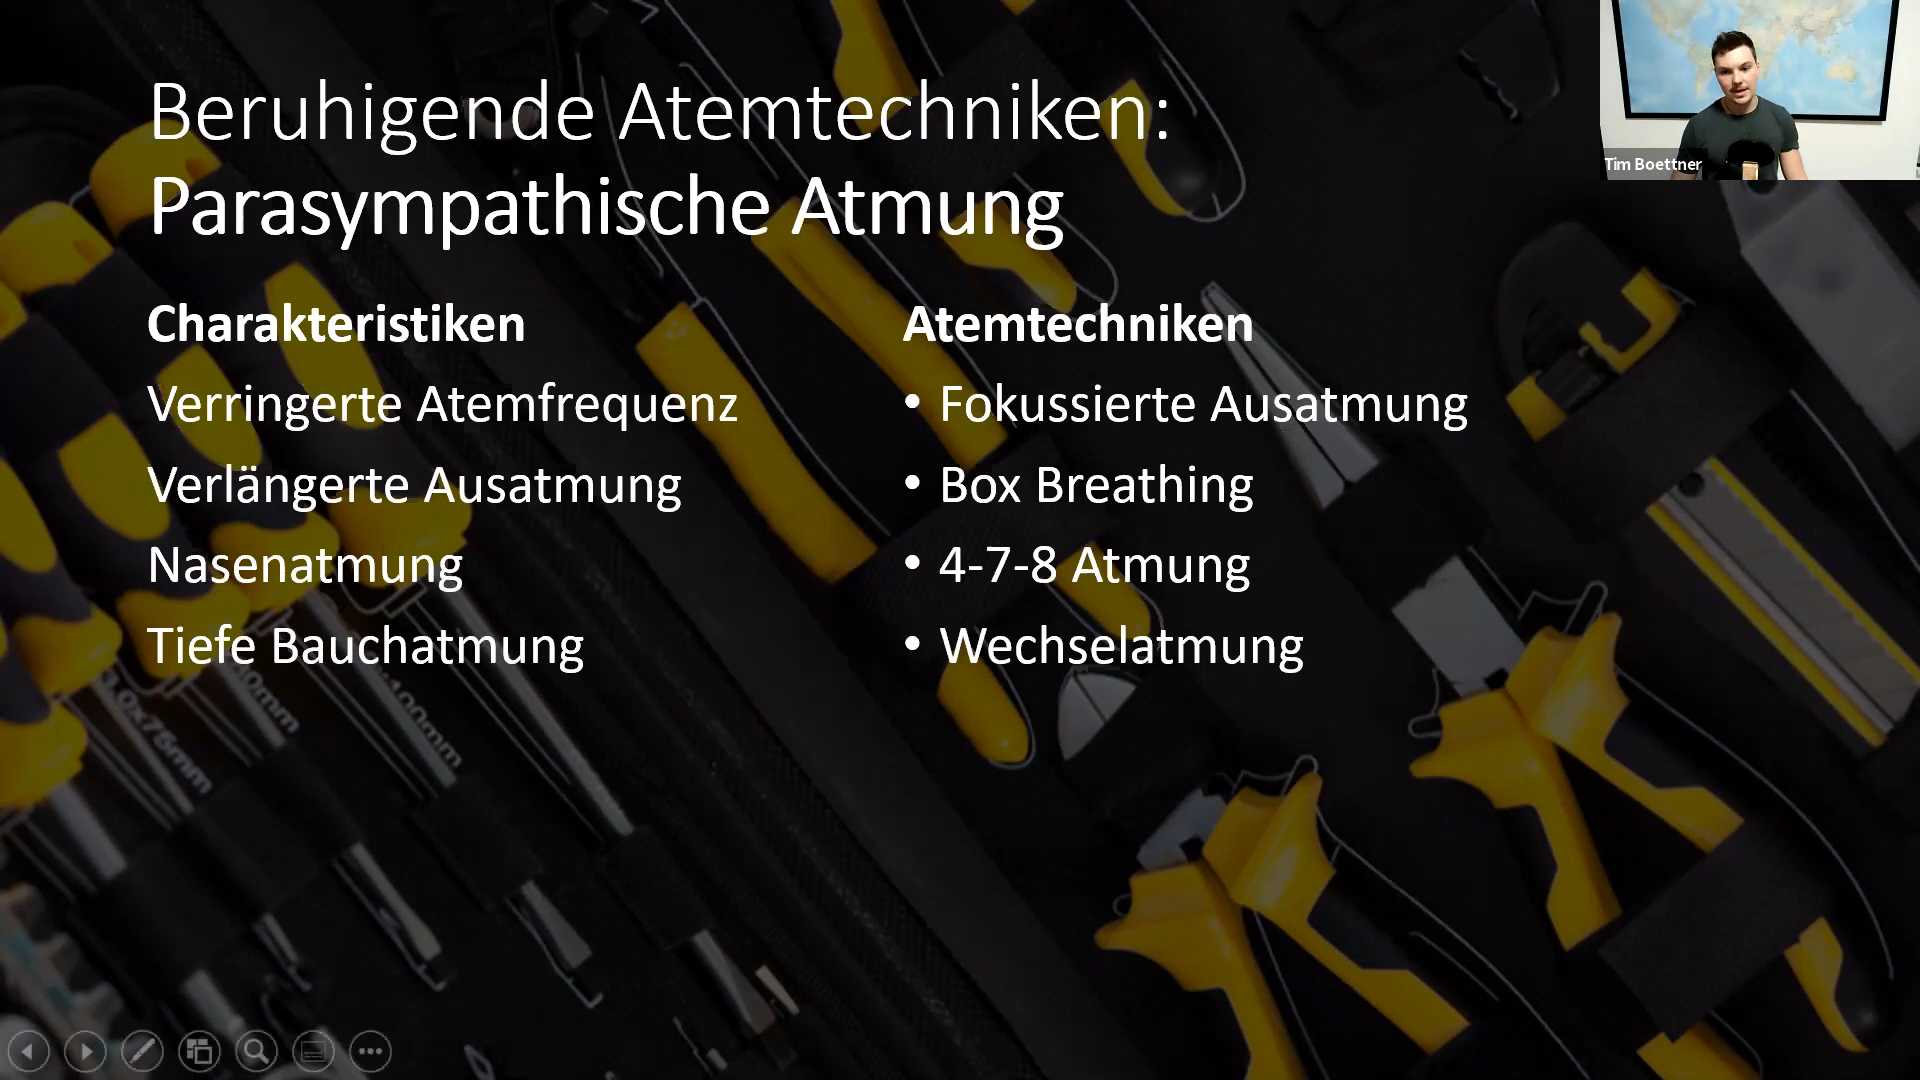 Beruhigende Atemtechniken:
Parasympathische Atmung
Charakteristiken
Verringerte Atemfrequenz
Verlängerte Ausatmung
Nasenatmung
Tiefe Bauchatmung
Atemtechniken
• Fokussierte Ausatmung
• Box Breathing
• 4-7-8 Atmung
• Wechselatmung
Tim Boettner